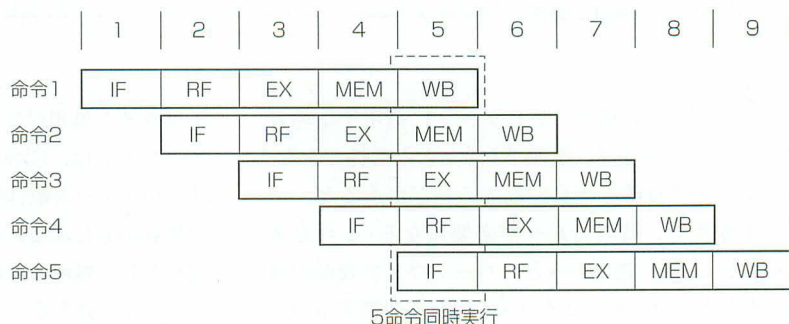 1 2 3 4 5 6 7 8 9
命令1 IF RF EX MEM WB
命令2 IF RF EX MEM WB
命令3 IF RF EX MEM WB
命令4 IF RF EX MEM WB
命令5 IF RF EX MEM WB
5命令同時実行